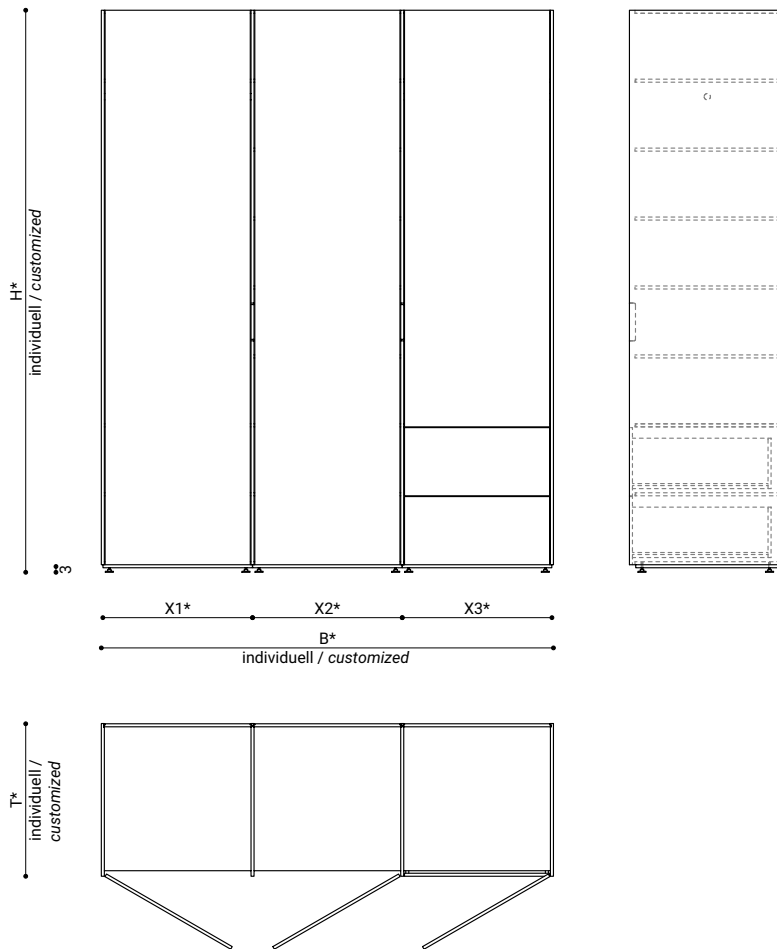 H*
individuell / customized
3
X1* X2* X3*
B*
individuell / customized
T*
individuell /
customized